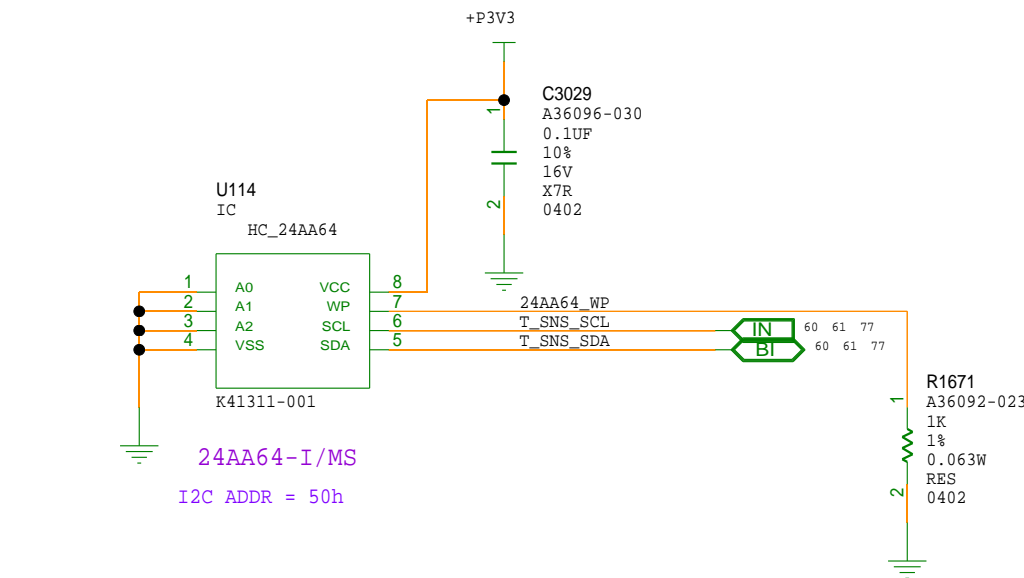 +P3V3
C3029
A36096-030
0.1UF
10%
16V
X7R
0402
1
2
U114
IC
HC_24AA64
1 A0 VCC 8
2 A1 WP 7 24AA64_WP
3 A2 SCL 6 T_SNS_SCL IN 60 61 77
4 VSS SDA 5 T_SNS_SDA BI 60 61 77
K41311-001
24AA64-I/MS
I2C ADDR = 50h
R1671
A36092-023
1K
1%
0.063W
RES
0402
1
2